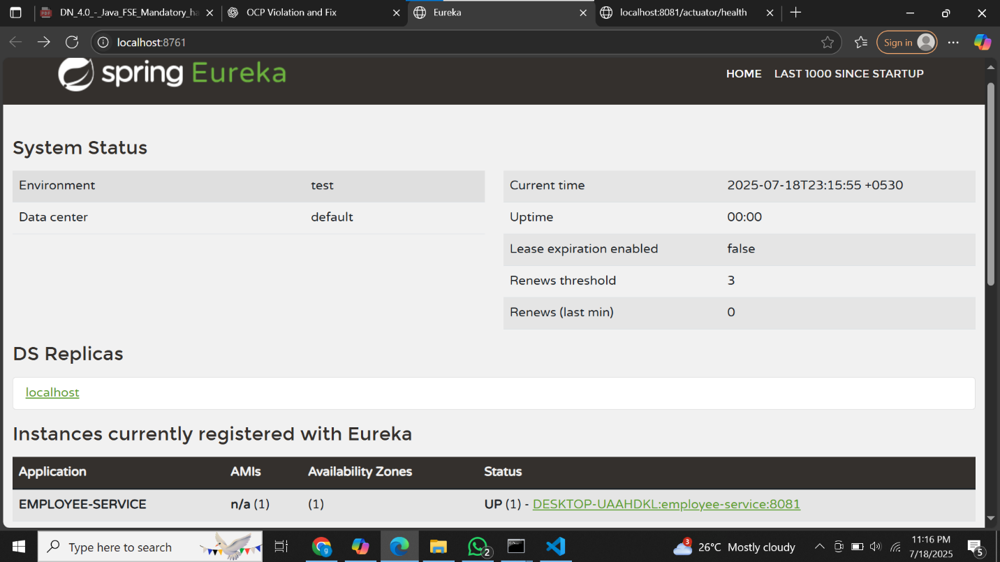 DN_4.0_-_Java_FSE_Mandatory_ha
OCP Violation and Fix
Eureka
localhost:8081/actuator/health
localhost:8761
Sign in
spring Eureka
HOME LAST 1000 SINCE STARTUP
System Status
Environment test
Data center default
Current time 2025-07-18T23:15:55 +0530
Uptime 00:00
Lease expiration enabled false
Renews threshold 3
Renews (last min) 0
DS Replicas
localhost
Instances currently registered with Eureka
Application AMIs Availability Zones Status
EMPLOYEE-SERVICE n/a (1) (1) UP (1) - DESKTOP-UAAHDKL:employee-service:8081
Type here to search
2
3
26°C Mostly cloudy
11:16 PM
7/18/2025
5